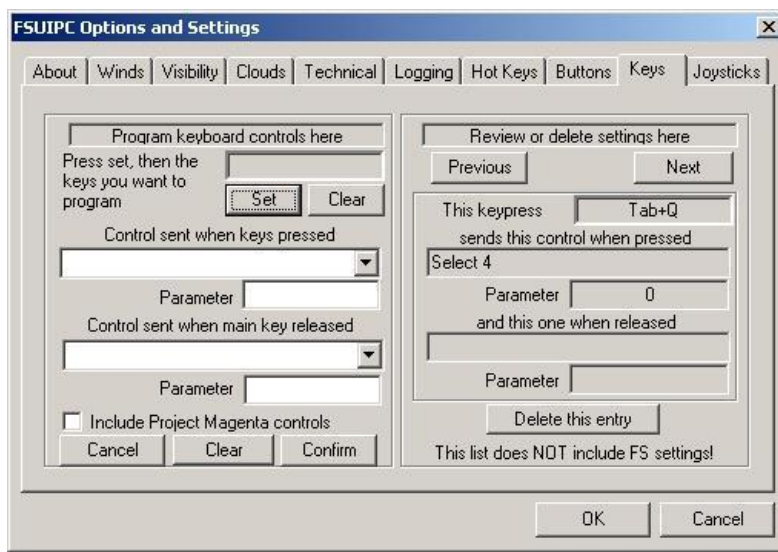 FSUIPC Options and Settings
About Winds Visibility Clouds Technical Logging Hot Keys Buttons Keys Joysticks
Program keyboard controls here
Press set, then the
keys you want to
program
Set Clear
Control sent when keys pressed
Parameter
Control sent when main key released
Parameter
Include Project Magenta controls
Cancel Clear Confirm
Review or delete settings here
Previous Next
This keypress Tab+Q
sends this control when pressed
Select 4
Parameter 0
and this one when released
Parameter
Delete this entry
This list does NOT include FS settings!
OK Cancel